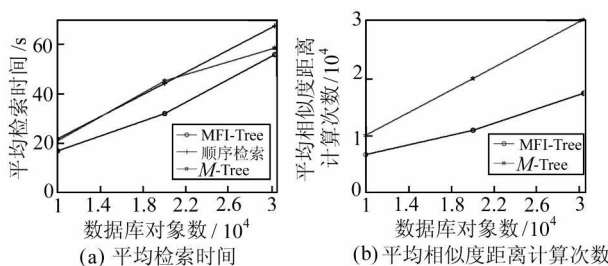 平均检索时间/s
60
40
20
0
1
1.4
1.8
2.2
2.6
3
MFI-Tree
顺序检索
M-Tree
数据库对象数/10⁴
(a) 平均检索时间
平均相似度距离
计算次数/10⁴
4
3
2
1
0
1
1.4
1.8
2.2
2.6
3
MFI-Tree
M-Tree
数据库对象数/10⁴
(b)平均相似度距离计算次数